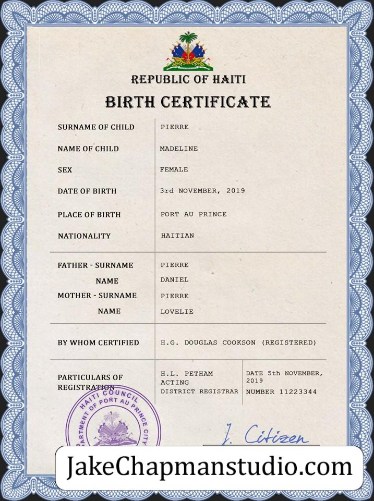 REPUBLIC OF HAITI
BIRTH CERTIFICATE
SURNAME OF CHILD PIERRE
NAME OF CHILD MADELINE
SEX FEMALE
DATE OF BIRTH 3rd NOVEMBER, 2019
PLACE OF BIRTH PORT AU PRINCE
NATIONALITY HAITIAN
FATHER - SURNAME PIERRE
NAME DANIEL
MOTHER - SURNAME PIERRE
NAME LOVELIE
BY WHOM CERTIFIED H.G. DOUGLAS COOKSON (REGISTERED)
PARTICULARS OF REGISTRATION
H.L. PETHAM
ACTING
DISTRICT REGISTRAR
DATE 5th NOVEMBER,
2019
NUMBER 11223344
HAITI COUNCIL
DEPARTMENT OF PORT AU PRINCE CITY
J. Citizen
JakeChapmanstudio.com